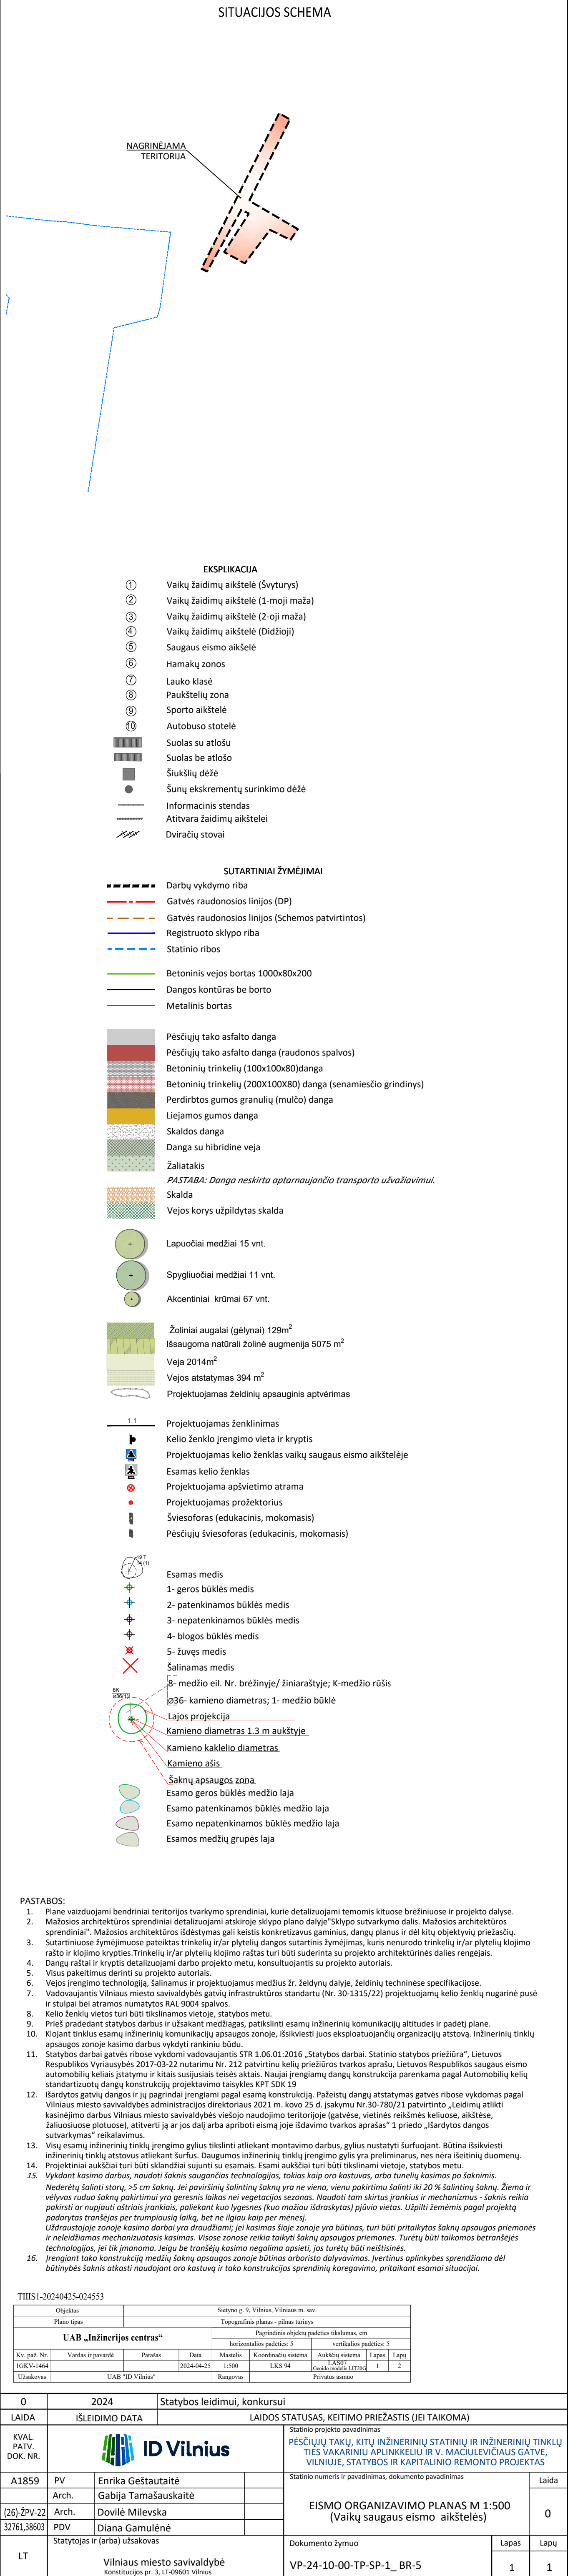 SITUACIJOS SCHEMA
NAGRINĖJAMA
TERITORIJA
EKSPLIKACIJA
1 Vaikų žaidimų aikštelė (Švyturys)
2 Vaikų žaidimų aikštelė (1-moji maža)
3 Vaikų žaidimų aikštelė (2-oji maža)
4 Vaikų žaidimų aikštelė (Didžioji)
5 Saugaus eismo aikšelė
6 Hamakų zonos
7 Lauko klasė
8 Paukštelių zona
9 Sporto aikštelė
10 Autobuso stotelė
Suolas su atlošu
Suolas be atlošo
Šiukšlių dėžė
Šunų ekskrementų surinkimo dėžė
Informacinis stendas
Atitvara žaidimų aikštelei
Dviračių stovai
SUTARTINIAI ŽYMĖJIMAI
Darbų vykdymo riba
Gatvės raudonosios linijos (DP)
Gatvės raudonosios linijos (Schemos patvirtintos)
Registruoto sklypo riba
Statinio ribos
Betoninis vejos bortas 1000x80x200
Dangos kontūras be borto
Metalinis bortas
Pėsčiųjų tako asfalto danga
Pėsčiųjų tako asfalto danga (raudonos spalvos)
Betoninių trinkelių (100x100x80)danga
Betoninių trinkelių (200X100X80) danga (senamiesčio grindinys)
Perdirbtos gumos granulių (mulčo) danga
Liejamos gumos danga
Skaldos danga
Danga su hibridine veja
Žaliatakis
PASTABA: Danga neskirta aptarnaujančio transporto užvažiavimui.
Skalda
Vejos korys užpildytas skalda
Lapuočiai medžiai 15 vnt.
Spygliuočiai medžiai 11 vnt.
Akcentiniai krūmai 67 vnt.
Žoliniai augalai (gėlynai) 129m2
Išsaugoma natūrali žolinė augmenija 5075 m2
Veja 2014m2
Vejos atstatymas 394 m2
Projektuojamas želdinių apsauginis aptvėrimas
1.1 Projektuojamas ženklinimas
Kelio ženklo įrengimo vieta ir kryptis
Projektuojamas kelio ženklas vaikų saugaus eismo aikštelėje
Esamas kelio ženklas
Projektuojama apšvietimo atrama
Projektuojamas prožektorius
Šviesoforas (edukacinis, mokomasis)
Pėsčiųjų šviesoforas (edukacinis, mokomasis)
Esamas medis
1- geros būklės medis
2- patenkinamos būklės medis
3- nepatenkinamos būklės medis
4- blogos būklės medis
5- žuvęs medis
Šalinamas medis
8K
ø36(1)
8- medžio eil. Nr. brėžinyje/ žiniaraštyje; K-medžio rūšis
ø36- kamieno diametras; 1- medžio būklė
Lajos projekcija
Kamieno diametras 1.3 m aukštyje
Kamieno kaklelio diametras
Kamieno ašis
Šaknų apsaugos zona
Esamo geros būklės medžio laja
Esamo patenkinamos būklės medžio laja
Esamo nepatenkinamos būklės medžio laja
Esamos medžių grupės laja
PASTABOS:
1. Plane vaizduojami bendriniai teritorijos tvarkymo sprendiniai, kurie detalizuojami temomis kituose brėžiniuose ir projekto dalyse.
2. Mažosios architektūros sprendiniai detalizuojami atskiroje sklypo plano dalyje"Sklypo sutvarkymo dalis. Mažosios architektūros
sprendiniai". Mažosios architektūros išdėstymas gali keistis konkretizavus gaminius, dangų planus ir dėl kitų objektyvių priežasčių.
3. Sutartiniuose žymėjimuose pateiktas trinkelių ir/ar plytelių dangos sutartinis žymėjimas, kuris nenurodo trinkelių ir/ar plytelių klojimo
rašto ir klojimo krypties.Trinkelių ir/ar plytelių klojimo raštas turi būti suderinta su projekto architektūrinės dalies rengėjais.
4. Dangų raštai ir kryptis detalizuojami darbo projekto metu, konsultuojantis su projekto autoriais.
5. Visus pakeitimus derinti su projekto autoriais.
6. Vejos įrengimo technologiją, šalinamus ir projektuojamus medžius žr. želdynų dalyje, želdinių techninėse specifikacijose.
7. Vadovaujantis Vilniaus miesto savivaldybės gatvių infrastruktūros standartu (Nr. 30-1315/22) projektuojamų kelio ženklų nugarinė pusė
ir stulpai bei atramos numatytos RAL 9004 spalvos.
8. Kelio ženklų vietos turi būti tikslinamos vietoje, statybos metu.
9. Prieš pradedant statybos darbus ir užsakant medžiagas, patikslinti esamų inžinerinių komunikacijų altitudes ir padėtį plane.
10. Klojant tinklus esamų inžinerinių komunikacijų apsaugos zonoje, išsikviesti juos eksploatuojančių organizacijų atstovą. Inžinerinių tinklų
apsaugos zonoje kasimo darbus vykdyti rankiniu būdu.
11. Statybos darbai gatvės ribose vykdomi vadovaujantis STR 1.06.01:2016 „Statybos darbai. Statinio statybos priežiūra“, Lietuvos
Respublikos Vyriausybės 2017-03-22 nutarimu Nr. 212 patvirtinu kelių priežiūros tvarkos aprašu, Lietuvos Respublikos saugaus eismo
automobilių keliais įstatymu ir kitais susijusiais teisės aktais. Naujai įrengiamų dangų konstrukcija parenkama pagal Automobilių kelių
standartizuotų dangų konstrukcijų projektavimo taisykles KPT SDK 19
12. Išardytos gatvių dangos ir jų pagrindai įrengiami pagal esamą konstrukciją. Pažeistų dangų atstatymas gatvės ribose vykdomas pagal
Vilniaus miesto savivaldybės administracijos direktoriaus 2021 m. kovo 25 d. įsakymu Nr.30-780/21 patvirtinto „Leidimų atlikti
kasinėjimo darbus Vilniaus miesto savivaldybės viešojo naudojimo teritorijoje (gatvėse, vietinės reikšmės keliuose, aikštėse,
žaliuosiuose plotuose), atitverti ją ar jos dalį arba apriboti eismą joje išdavimo tvarkos aprašas“ 1 priedo „Išardytos dangos
sutvarkymas“ reikalavimus.
13. Visų esamų inžinerinių tinklų įrengimo gylius tikslinti atliekant montavimo darbus, gylius nustatyti šurfuojant. Būtina išsikviesti
inžinerinių tinklų atstovus atliekant šurfus. Daugumos inžinerinių tinklų įrengimo gylis yra preliminarus, nes nėra išeitinių duomenų.
14. Projektiniai aukščiai turi būti sklandžiai sujunti su esamais. Esami aukščiai turi būti tikslinami vietoje, statybos metu.
15. Vykdant kasimo darbus, naudoti šaknis saugančias technologijas, tokias kaip oro kastuvas, arba tunelių kasimas po šaknimis.
Nederėtų šalinti storų, >5 cm šaknų. Jei paviršinių šalintinų šaknų yra ne viena, vienu pakirtimu šalinti iki 20 % šalintinų šaknų. Žiema ir
vėlyvas ruduo šaknų pakirtimui yra geresnis laikas nei vegetacijos sezonas. Naudoti tam skirtus įrankius ir mechanizmus - šaknis reikia
pakirsti ar nupjauti aštriais įrankiais, paliekant kuo lygesnes (kuo mažiau išdraskytas) pjūvio vietas. Užpilti žemėmis pagal projektą
padarytas tranšėjas per trumpiausią laiką, bet ne ilgiau kaip per mėnesį.
Uždraustojoje zonoje kasimo darbai yra draudžiami; jei kasimas šioje zonoje yra būtinas, turi būti pritaikytos šaknų apsaugos priemonės
ir neleidžiamas mechanizuotasis kasimas. Visose zonose reikia taikyti šaknų apsaugos priemones. Turėtų būti taikomos betranšėjės
technologijos, jei tik įmanoma. Jeigu be tranšėjų kasimo negalima apsieti, jos turėtų būti neištisinės.
16. Įrengiant tako konstrukciją medžių šaknų apsaugos zonoje būtinas arboristo dalyvavimas. Įvertinus aplinkybes sprendžiama dėl
būtinybės šaknis atkasti naudojant oro kastuvą ir tako konstrukcijos sprendinių koregavimo, pritaikant esamai situacijai.
TIIIS1-20240425-024553
Objektas Sietyno g. 9, Vilnius, Vilniaus m. sav.
Plano tipas Topografinis planas - pilnas turinys
UAB „Inžinerijos centras“ Pagrindinių objektų padėties tikslumas, cm
horizontalios padėties: 5 vertikalios padėties: 5
Kv. paž. Nr. Vardas ir pavardė Parašas Data Mastelis Koordinačių sistema Aukščių sistema Lapas Lapų
1GKV-1464 2024-04-25 1:500 LKS 94 LAS07 Geoido modelis LIT20G 1 2
Užsakovas UAB "ID Vilnius" Rangovas Privatus asmuo
0 2024 Statybos leidimui, konkursui
LAIDA IŠLEIDIMO DATA LAIDOS STATUSAS, KEITIMO PRIEŽASTIS (JEI TAIKOMA)
KVAL.
PATV.
DOK. NR.
ID Vilnius
Statinio projekto pavadinimas
PĖSČIŲJŲ TAKŲ, KITŲ INŽINERINIŲ STATINIŲ IR INŽINERINIŲ TINKLŲ
TIES VAKARINIU APLINKKELIU IR V. MACIULEVIČIAUS GATVE,
VILNIUJE, STATYBOS IR KAPITALINIO REMONTO PROJEKTAS
A1859 PV Enrika Geštautaitė
Arch. Gabija Tamašauskaitė
(26)-ŽPV-22 Arch. Dovilė Milevska
32761,38603 PDV Diana Gamulėnė
Statinio numeris ir pavadinimas, dokumento pavadinimas
EISMO ORGANIZAVIMO PLANAS M 1:500
(Vaikų saugaus eismo aikštelės)
Laida
0
LT
Statytojas ir (arba) užsakovas
Vilniaus miesto savivaldybė
Konstitucijos pr. 3, LT-09601 Vilnius
Dokumento žymuo
VP-24-10-00-TP-SP-1_ BR-5
Lapas Lapų
1 1